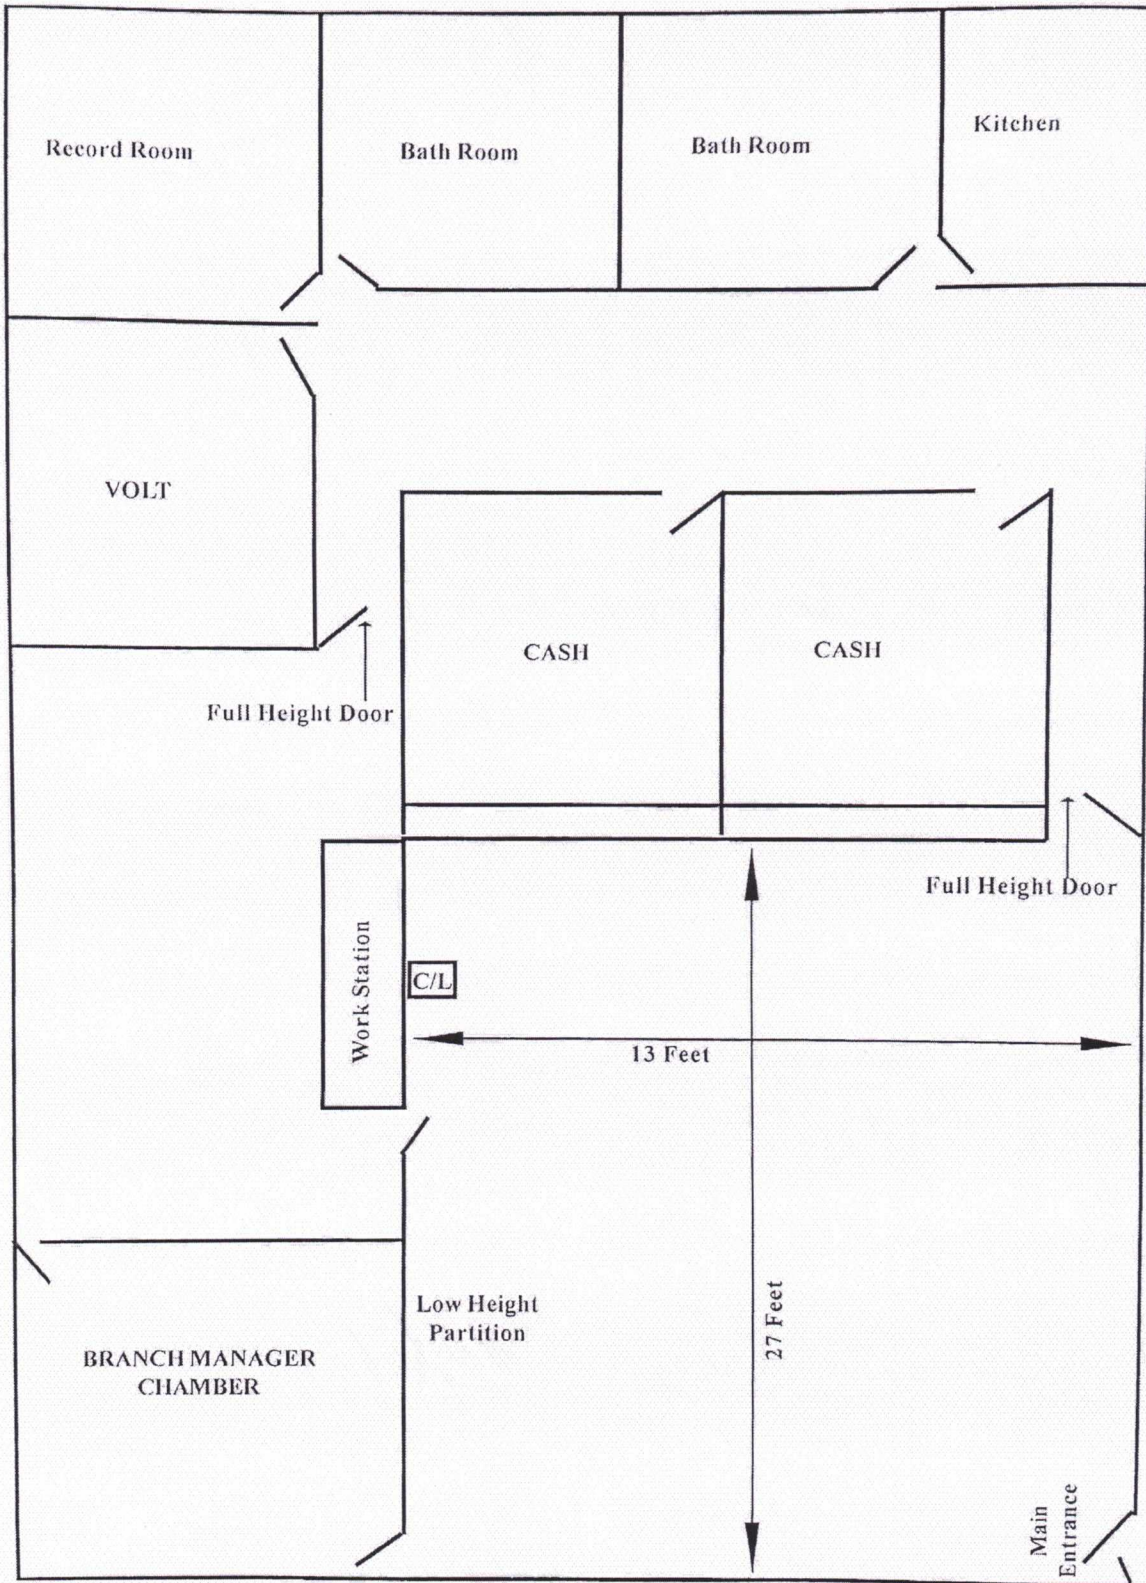 Record Room
Bath Room
Bath Room
Kitchen
VOLT
CASH
CASH
Full Height Door
Full Height Door
Work Station
C/L
13 Feet
27 Feet
Low Height
Partition
BRANCH MANAGER
CHAMBER
Main
Entrance